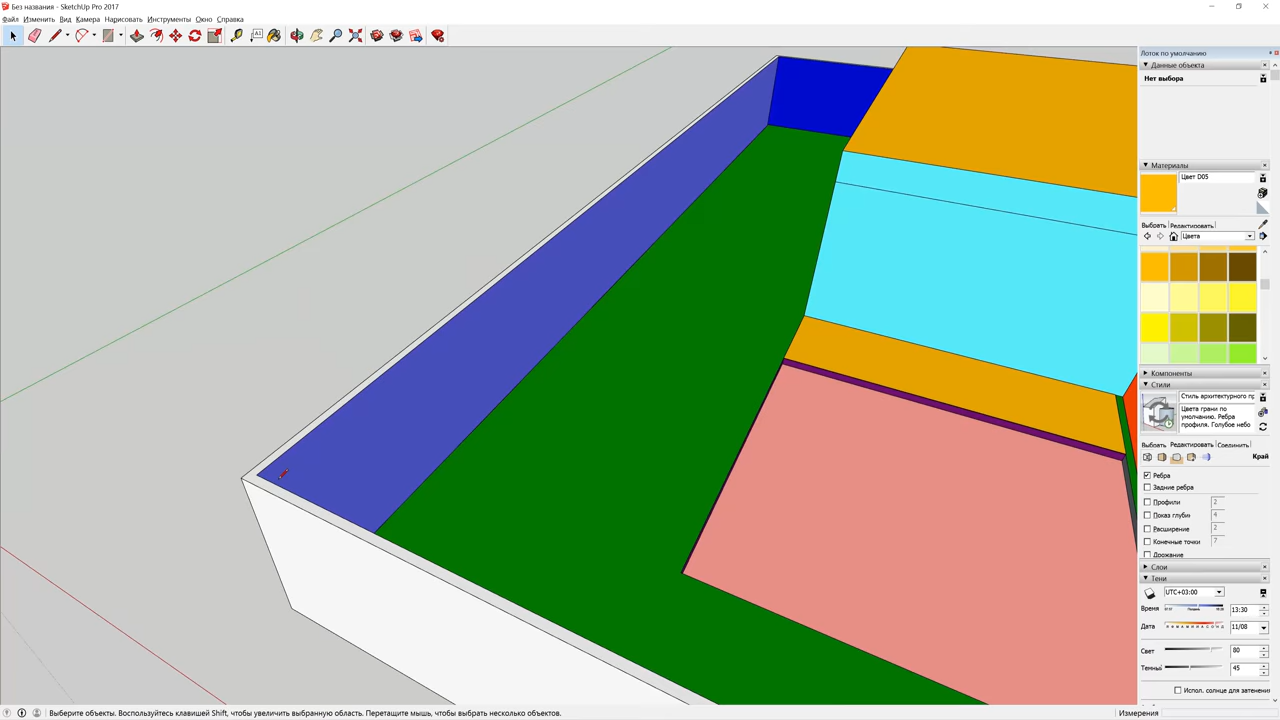 Без названия - SketchUp Pro 2017
Файл Изменить Вид Камера Нарисовать Инструменты Окно Справка
Лоток по умолчанию
Данные объекта
Нет выбора
Материалы
Цвет D05
Выбрать Редактировать
Цвета
Компоненты
Стили
Стиль архитектурного пр
Цвета грани по
умолчанию. Ребра
профиля. Голубое небо
Выбрать Редактировать Соединить
Край
Ребра
Задние ребра
Профили 2
Показ глубин 4
Расширение 2
Конечные точки 7
Дрожание
Слои
Тени
UTC+03:00
Время 13:30
Дата 11/08
Свет 80
Темный 45
Испол. солнце для затенени
Выберите объекты. Воспользуйтесь клавишей Shift, чтобы увеличить выбранную область. Перетащите мышь, чтобы выбрать несколько объектов.
Измерения